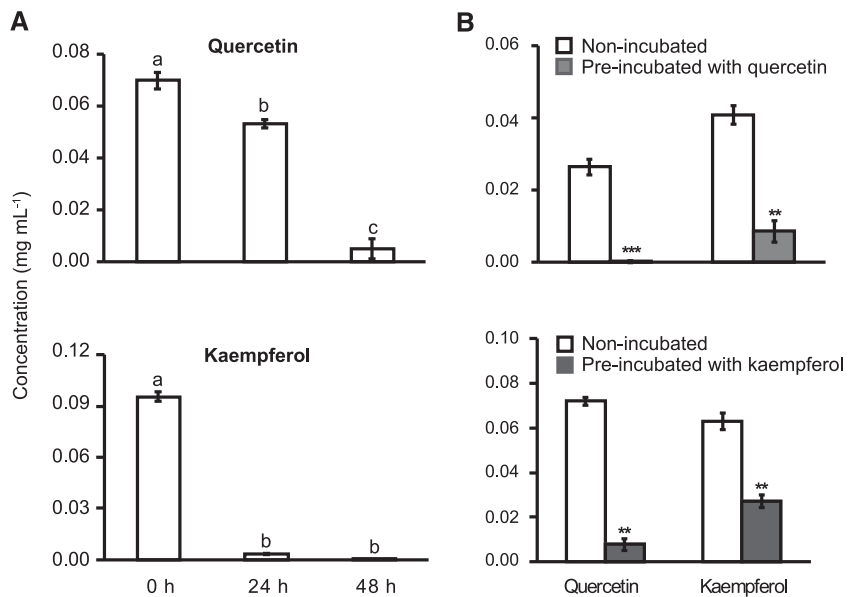 A
Concentration (mg mL⁻¹)
Quercetin
0.08
0.06
0.04
0.02
0.00
a
b
c
Kaempferol
0.12
0.09
0.06
0.03
0.00
a
b
b
0 h 24 h 48 h
B
0.06
0.04
0.02
0.00
Non-incubated
Pre-incubated with quercetin
***
**
0.10
0.08
0.06
0.04
0.02
0.00
Non-incubated
Pre-incubated with kaempferol
**
**
Quercetin Kaempferol